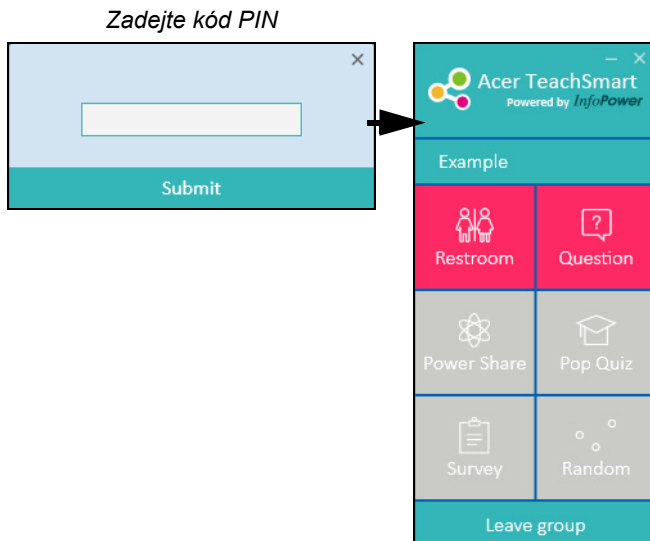 Zadejte kód PIN
Submit
Acer TeachSmart
Powered by InfoPower
Example
Restroom
Question
?
Power Share
Pop Quiz
Survey
Random
Leave group